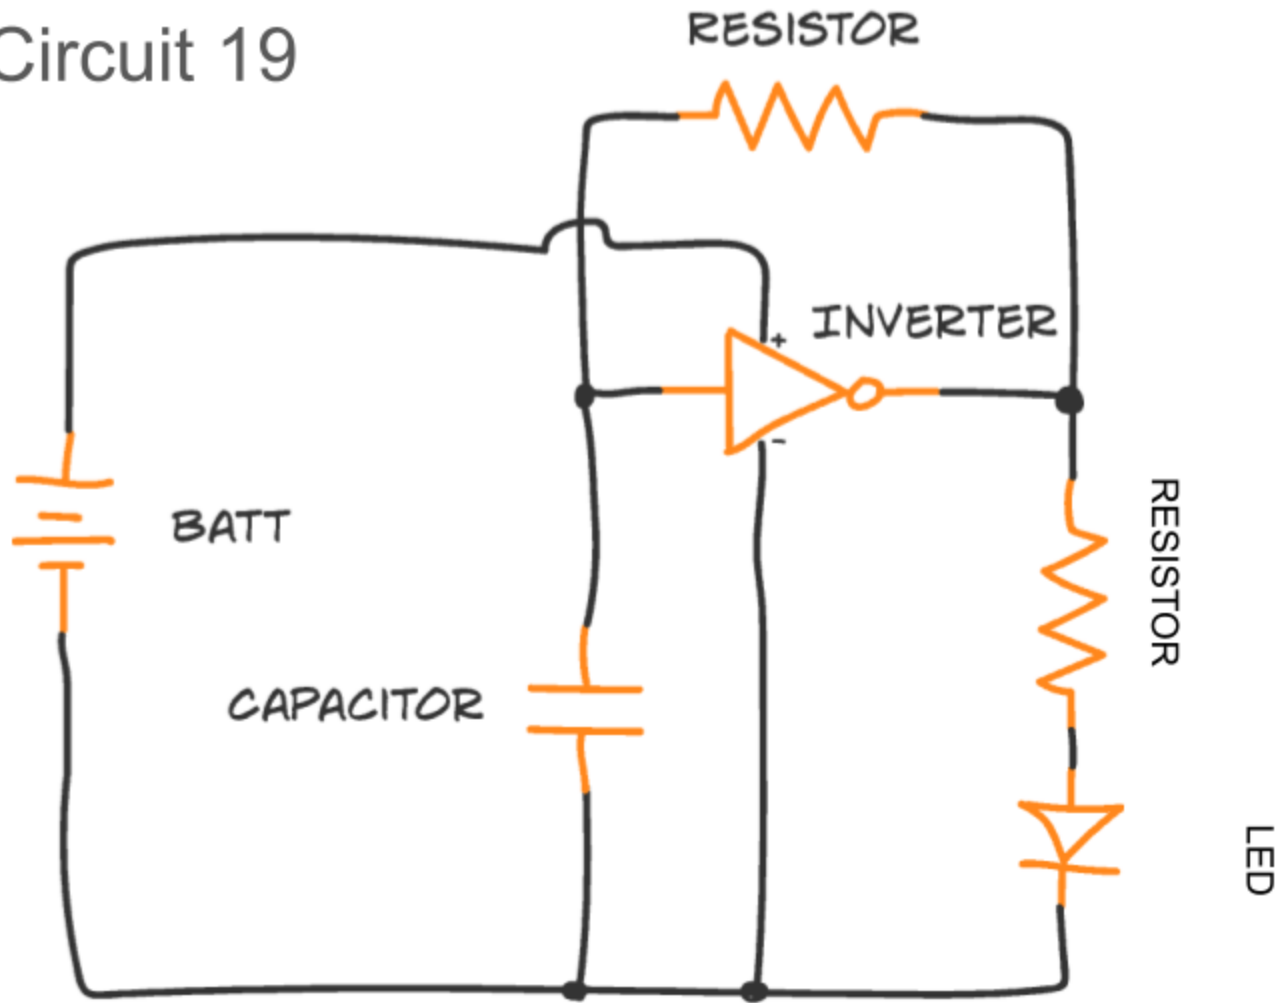 Circuit 19
RESISTOR
INVERTER
+
-
BATT
RESISTOR
CAPACITOR
LED